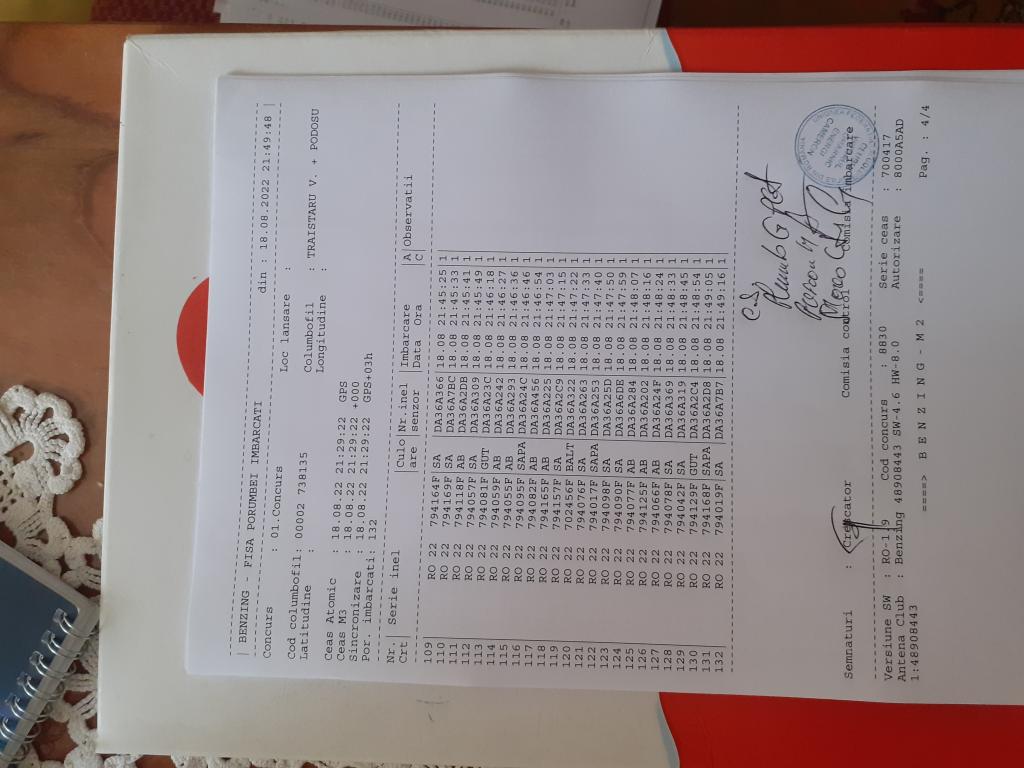 | BENZING - FISA PORUMBEI IMBARCATI din : 18.08.2022 21:49:48 |
Concurs : 01.Concurs
Loc lansare :
Cod columbofil: 00002 738135 Columbofil : TRAISTARU V. + PODOSU
Latitudine : Longitudine :
Ceas Atomic : 18.08.22 21:29:22 GPS
Ceas M3 : 18.08.22 21:29:22 +000
Sincronizare : 18.08.22 21:29:22 GPS+03h
Por. imbarcati: 132
Nr.| Serie inel |Culo|Nr.inel |Imbarcare |A|Observatii
Crt| |are |senzor |Data Ora |C|
109 RO 22 794164F SA DA36A366 18.08 21:45:25 1
110 RO 22 794169F SA DA36A7BC 18.08 21:45:33 1
111 RO 22 794118F AB DA36A2DB 18.08 21:45:41 1
112 RO 22 794057F SA DA36A309 18.08 21:45:49 1
113 RO 22 794081F GUT DA36A23C 18.08 21:46:18 1
114 RO 22 794059F AB DA36A242 18.08 21:46:27 1
115 RO 22 794055F AB DA36A293 18.08 21:46:36 1
116 RO 22 794095F SAPA DA36A24C 18.08 21:46:46 1
117 RO 22 794082F AB DA36A456 18.08 21:46:54 1
118 RO 22 794165F AB DA36A225 18.08 21:47:03 1
119 RO 22 794157F SA DA36A2C9 18.08 21:47:15 1
120 RO 22 702456F BALT DA36A322 18.08 21:47:22 1
121 RO 22 794076F SA DA36A263 18.08 21:47:33 1
122 RO 22 794017F SAPA DA36A253 18.08 21:47:40 1
123 RO 22 794098F SA DA36A25D 18.08 21:47:50 1
124 RO 22 794090F SA DA36A6DE 18.08 21:47:59 1
125 RO 22 794077F AB DA36A284 18.08 21:48:07 1
126 RO 22 794125F AB DA36A202 18.08 21:48:16 1
127 RO 22 794066F AB DA36A24F 18.08 21:48:24 1
128 RO 22 794078F SA DA36A369 18.08 21:48:33 1
129 RO 22 794042F SA DA36A319 18.08 21:48:45 1
130 RO 22 794129F GUT DA36A2C4 18.08 21:48:54 1
131 RO 22 794168F SAPA DA36A2D8 18.08 21:49:05 1
132 RO 22 794019F SA DA36A7B7 18.08 21:49:16 1
Semnaturi : Crescator Comisia control Comisia imbarcare
Versiune SW : RO-119 Cod concurs : 8830 Serie ceas : 700417
Antena Club : Benzing 48908443 SW-4.6 HW-8.0 Autorizare : 8000A5AD
1:48908443
====> B E N Z I N G - M 2 <==== Pag. : 4/4